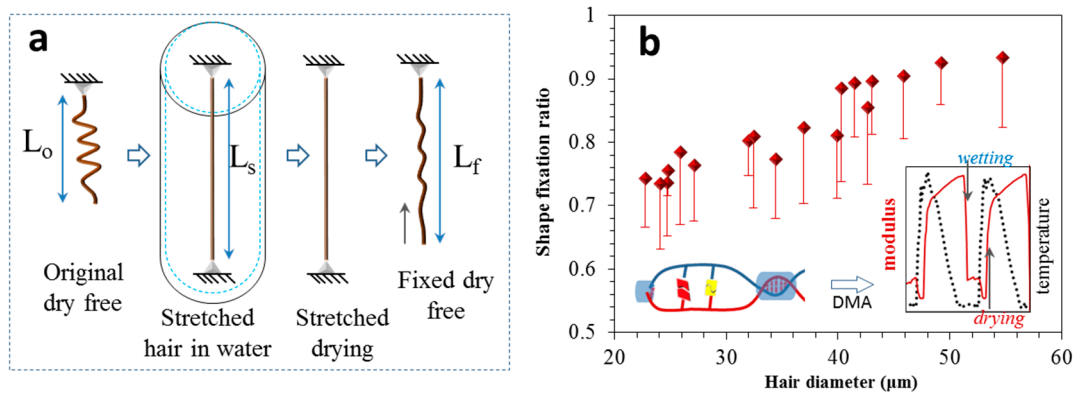 a
Lo
Ls
Lf
Original
dry free
Stretched
hair in water
Stretched
drying
Fixed dry
free
b
Shape fixation ratio
1
0.9
0.8
0.7
0.6
0.5
20
30
40
50
60
Hair diameter (μm)
DMA
wetting
modulus
temperature
drying